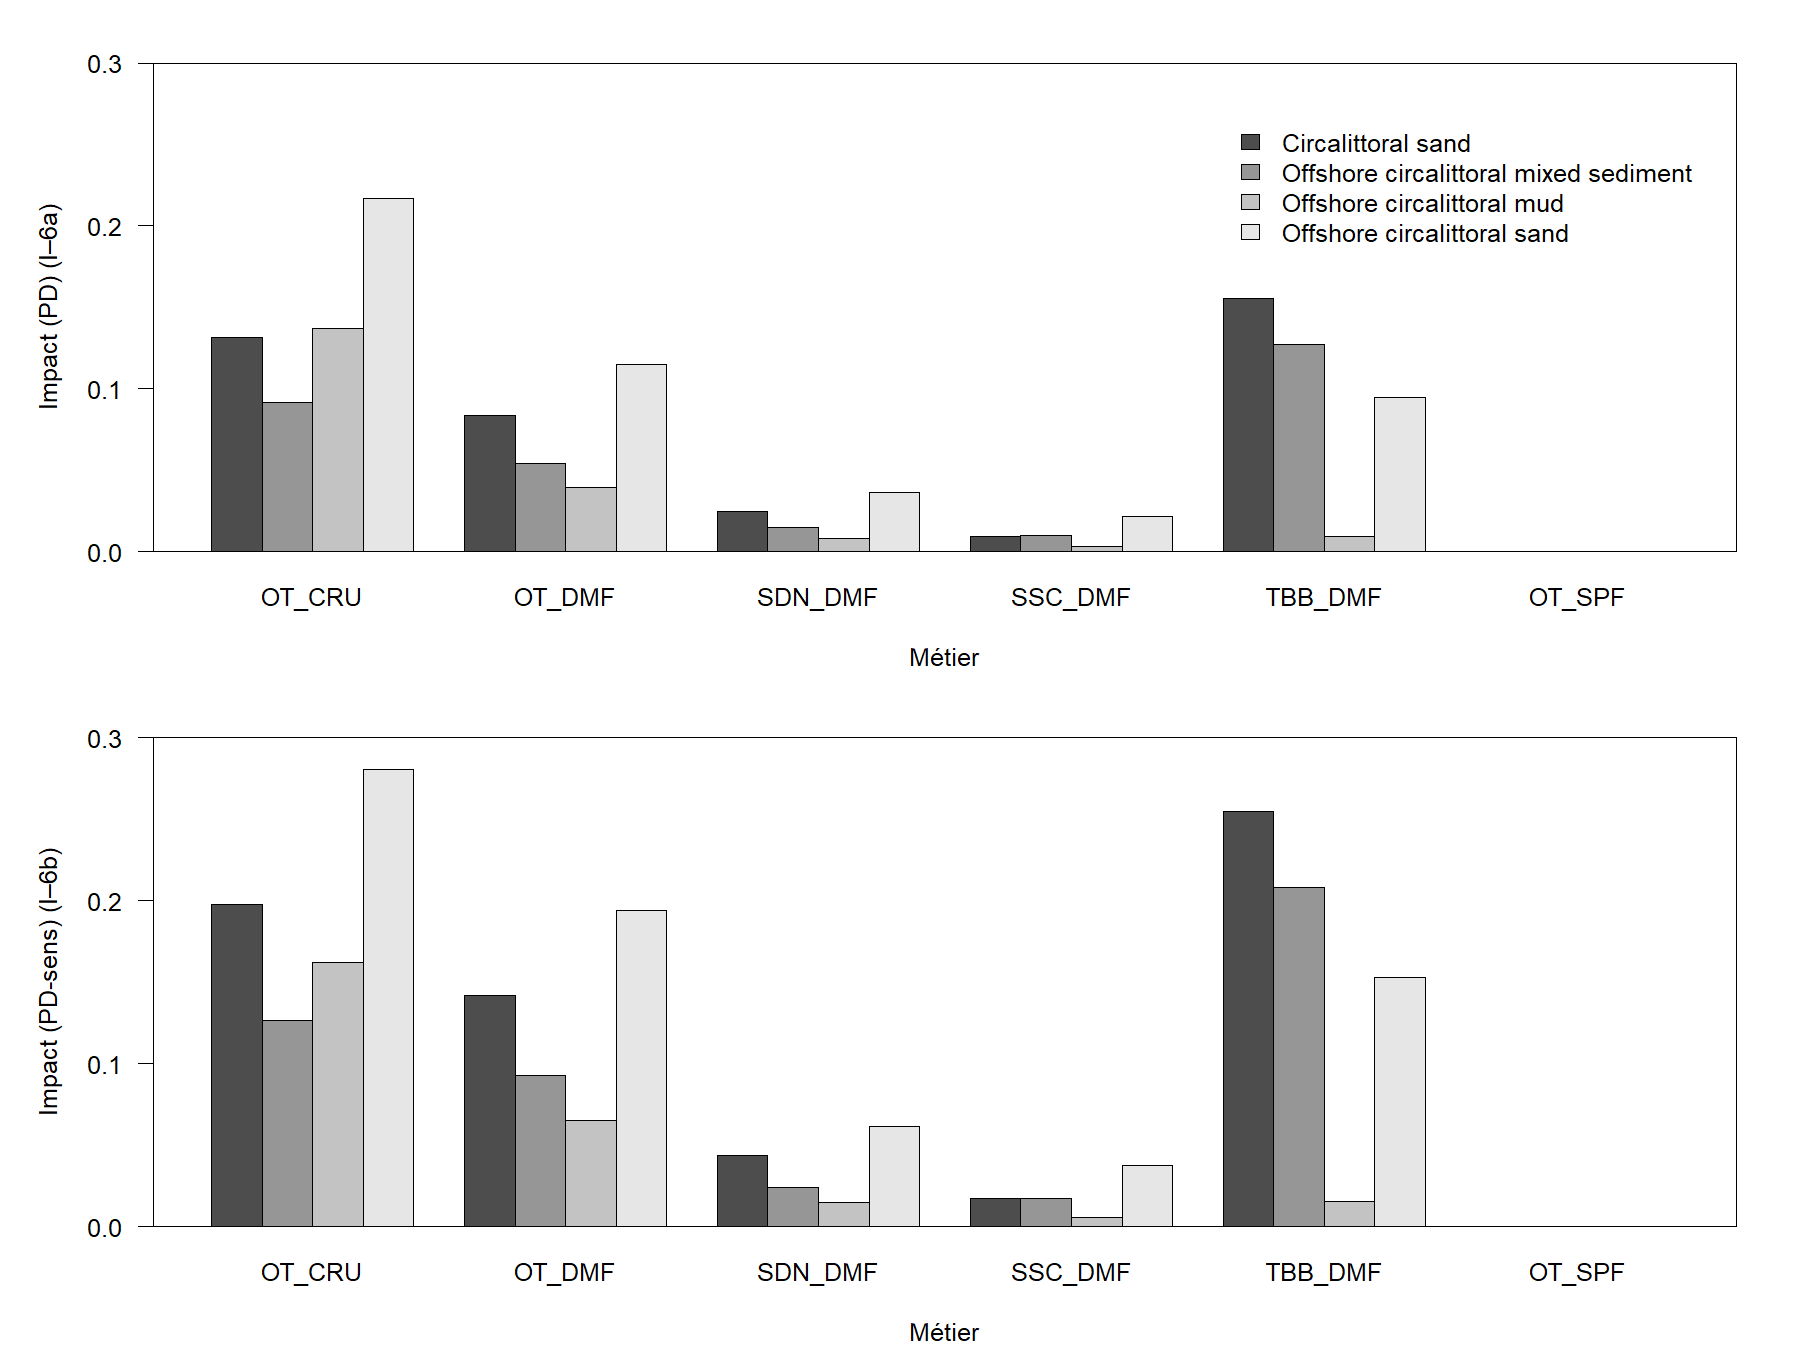 0.3
0.2
0.1
0.0
Impact (PD) (I–6a)
Circalittoral sand
Offshore circalittoral mixed sediment
Offshore circalittoral mud
Offshore circalittoral sand
OT_CRU OT_DMF SDN_DMF SSC_DMF TBB_DMF OT_SPF
Métier
0.3
0.2
0.1
0.0
Impact (PD-sens) (I–6b)
OT_CRU OT_DMF SDN_DMF SSC_DMF TBB_DMF OT_SPF
Métier